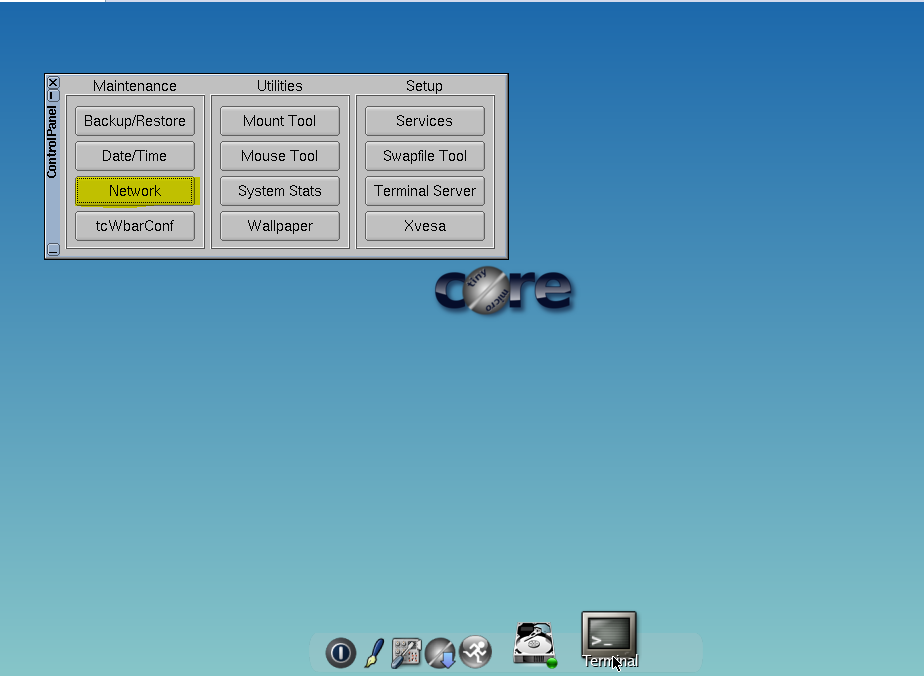 Maintenance
Utilities
Setup
ControlPanel
Backup/Restore
Mount Tool
Services
Date/Time
Mouse Tool
Swapfile Tool
Network
System Stats
Terminal Server
tcWbarConf
Wallpaper
Xvesa
core
tiny
micro
>_
Terminal